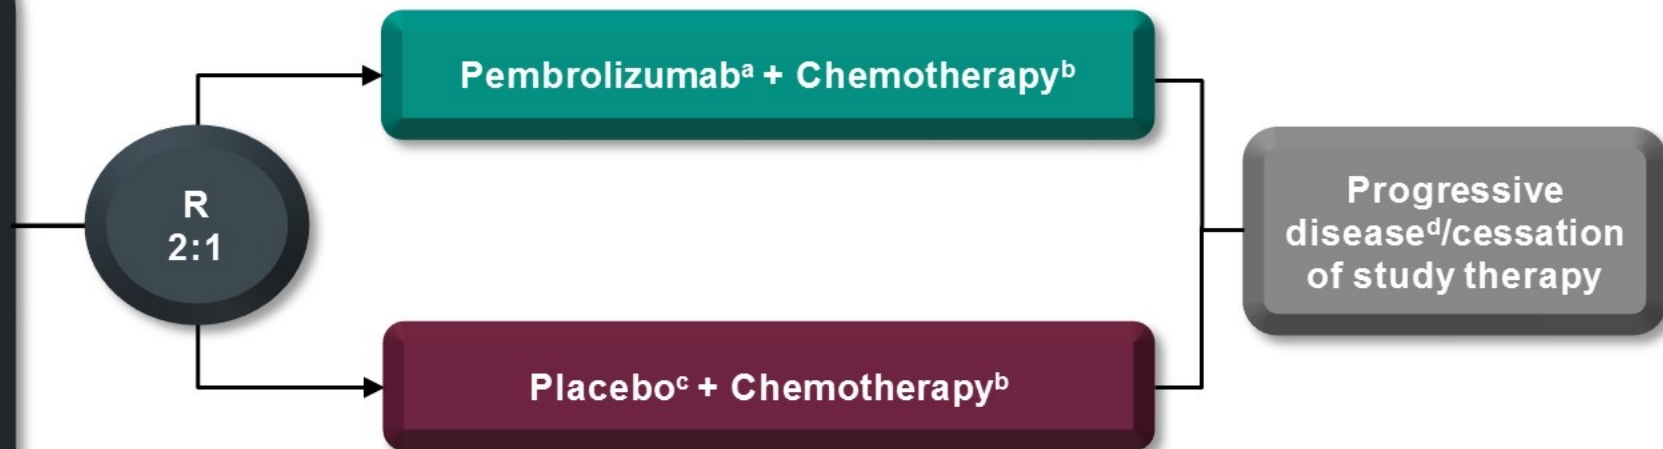 Pembrolizumabᵃ + Chemotherapyᵇ
R
2:1
Progressive
diseaseᵈ/cessation
of study therapy
Placeboᶜ + Chemotherapyᵇ